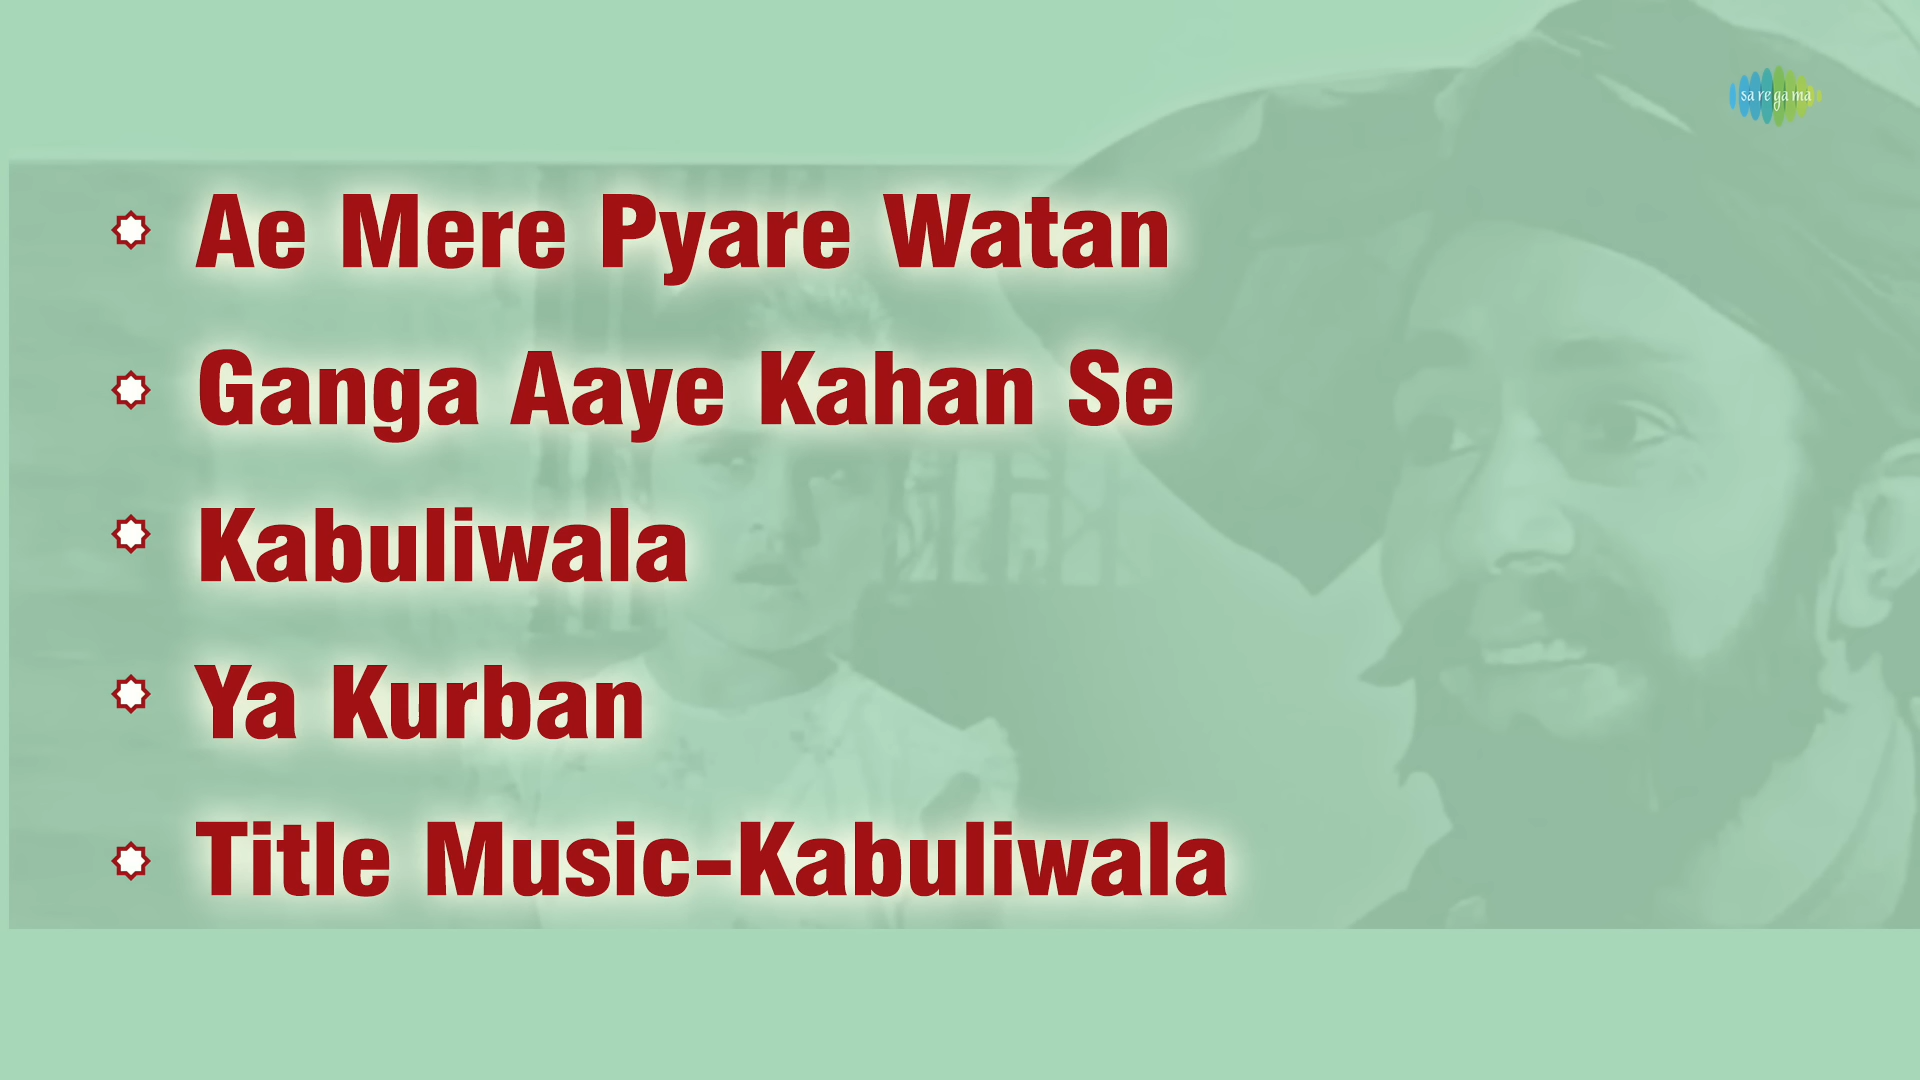 sa re ga ma
Ae Mere Pyare Watan
Ganga Aaye Kahan Se
Kabuliwala
Ya Kurban
Title Music-Kabuliwala